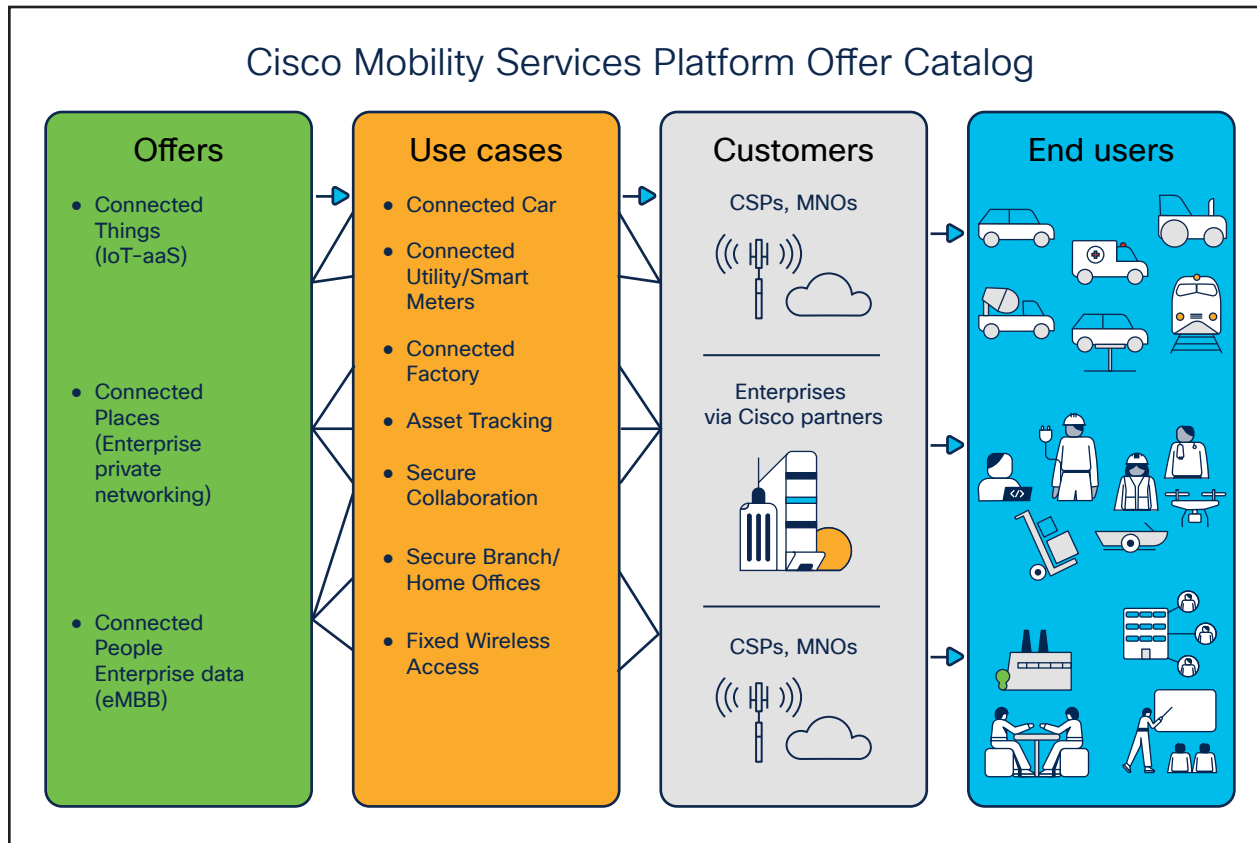 Cisco Mobility Services Platform Offer Catalog
Offers
• Connected
Things
(IoT-aaS)
• Connected
Places
(Enterprise
private
networking)
• Connected
People
Enterprise data
(eMBB)
Use cases
• Connected Car
• Connected
Utility/Smart
Meters
• Connected
Factory
• Asset Tracking
• Secure
Collaboration
• Secure Branch/
Home Offices
• Fixed Wireless
Access
Customers
CSPs, MNOs
Enterprises
via Cisco partners
CSPs, MNOs
End users
</>